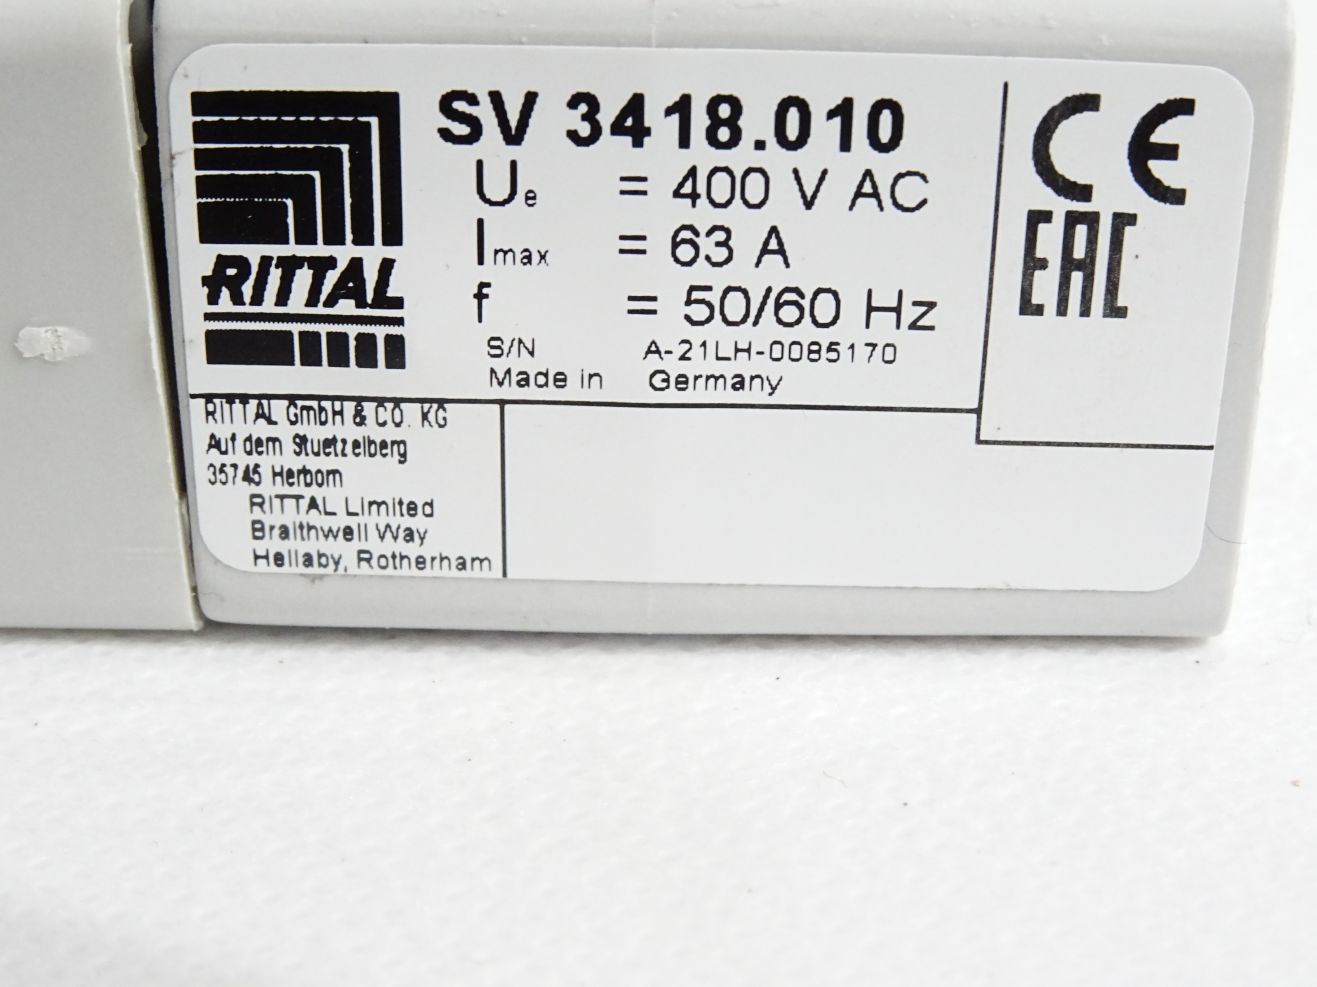 SV 3418.010
Ue = 400 V AC
Imax = 63 A
f = 50/60 Hz
S/N A-21LH-0085170
Made in Germany
RITTAL
CE
EAC
RITTAL GmbH & CO. KG
Auf dem Stuetzelberg
35745 Herborn
RITTAL Limited
Braithwell Way
Hellaby, Rotherham